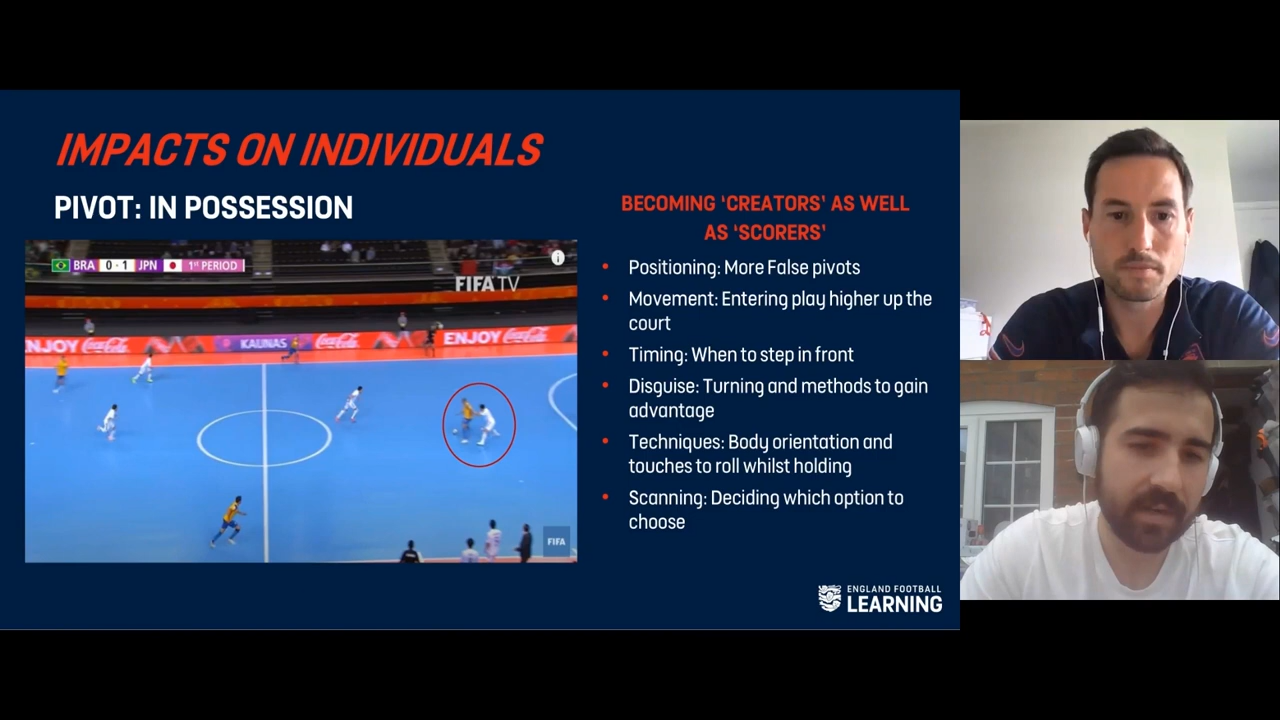 IMPACTS ON INDIVIDUALS
PIVOT: IN POSSESSION
BRA 0 - 1 JPN 1ST PERIOD
i
FIFA TV
ENJOY Coca-Cola
KAUNAS
Coca-Cola
ENJOY Coca-Cola
FIFA
BECOMING ‘CREATORS’ AS WELL
AS ‘SCORERS’
• Positioning: More False pivots
• Movement: Entering play higher up the
court
• Timing: When to step in front
• Disguise: Turning and methods to gain
advantage
• Techniques: Body orientation and
touches to roll whilst holding
• Scanning: Deciding which option to
choose
ENGLAND FOOTBALL
LEARNING